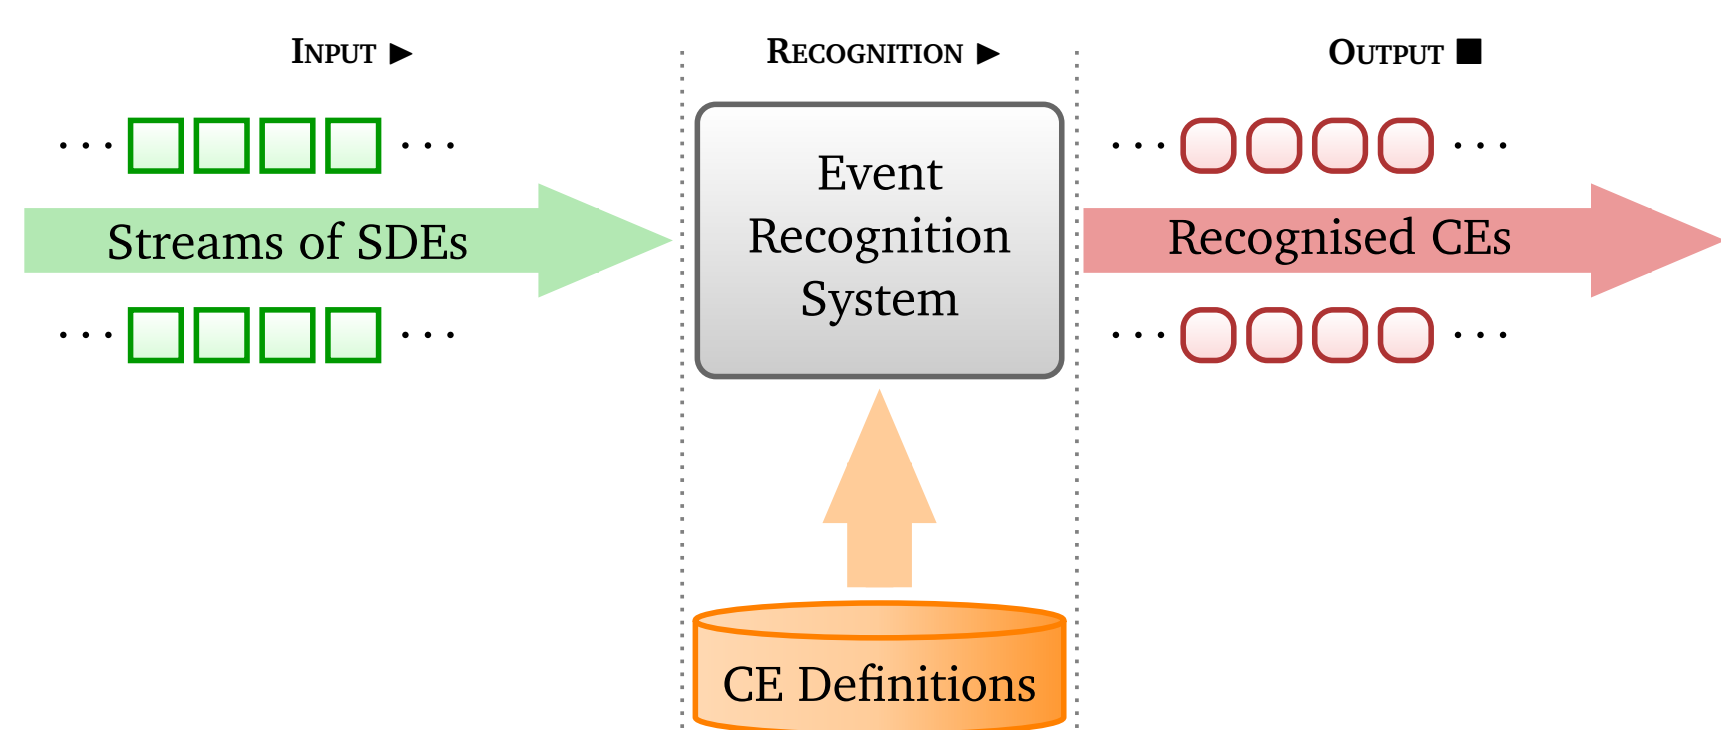 INPUT ▶
RECOGNITION ▶
OUTPUT ■
... ...
... ...
Streams of SDEs
Event
Recognition
System
Recognised CEs
... ...
... ...
CE Definitions